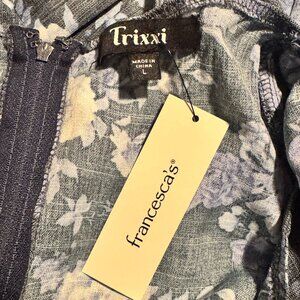 Trixxi
MADE IN
CHINA
L
francesca's®